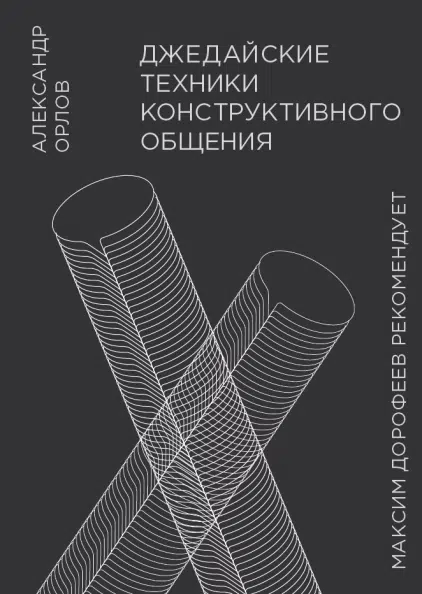 АЛЕКСАНДР
ОРЛОВ
ДЖЕДАЙСКИЕ
ТЕХНИКИ
КОНСТРУКТИВНОГО
ОБЩЕНИЯ
МАКСИМ ДОРОФЕЕВ РЕКОМЕНДУЕТ